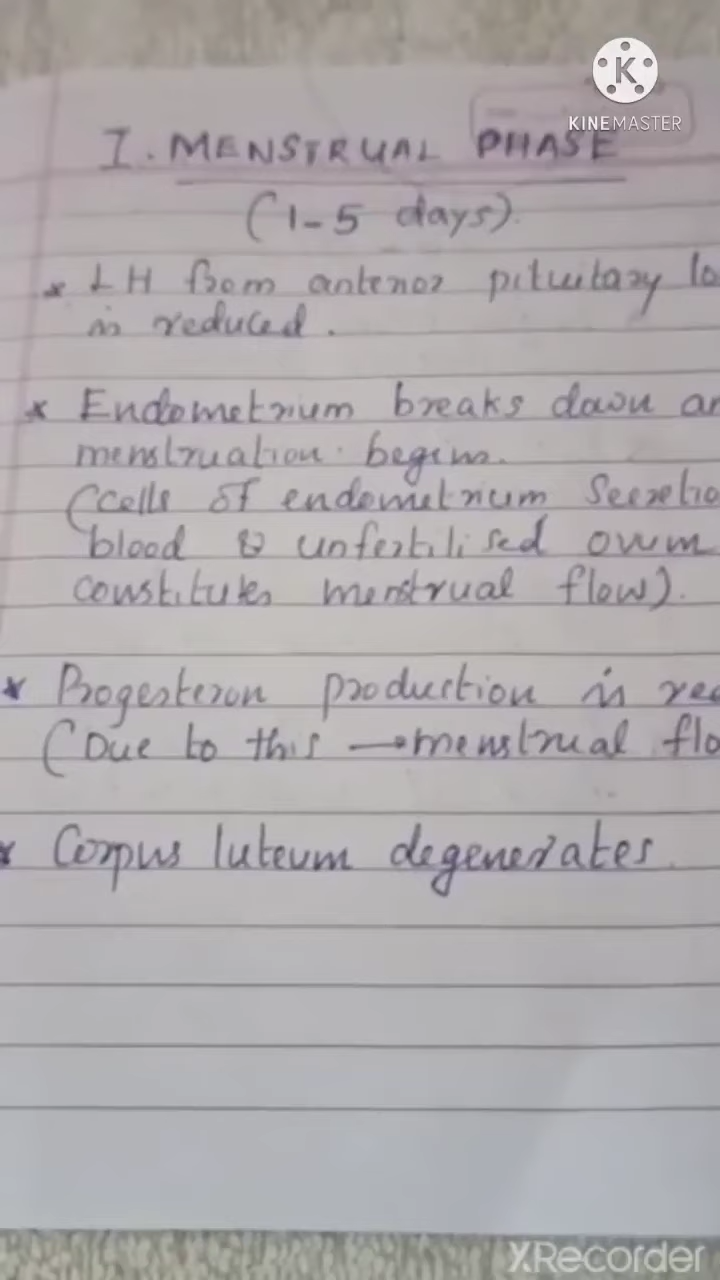 KINEMASTER
I. MENSTRUAL PHASE
(1-5 days).
* LH from anterior pituitary lo
is reduced.
* Endometrium breaks down an
menstruation begins.
(cells of endometrium Secretio
blood & unfertilised ovum
constitutes menstrual flow).
* Progesteron production is red
(Due to this → menstrual flo
* Corpus luteum degenerates.
XRecorder